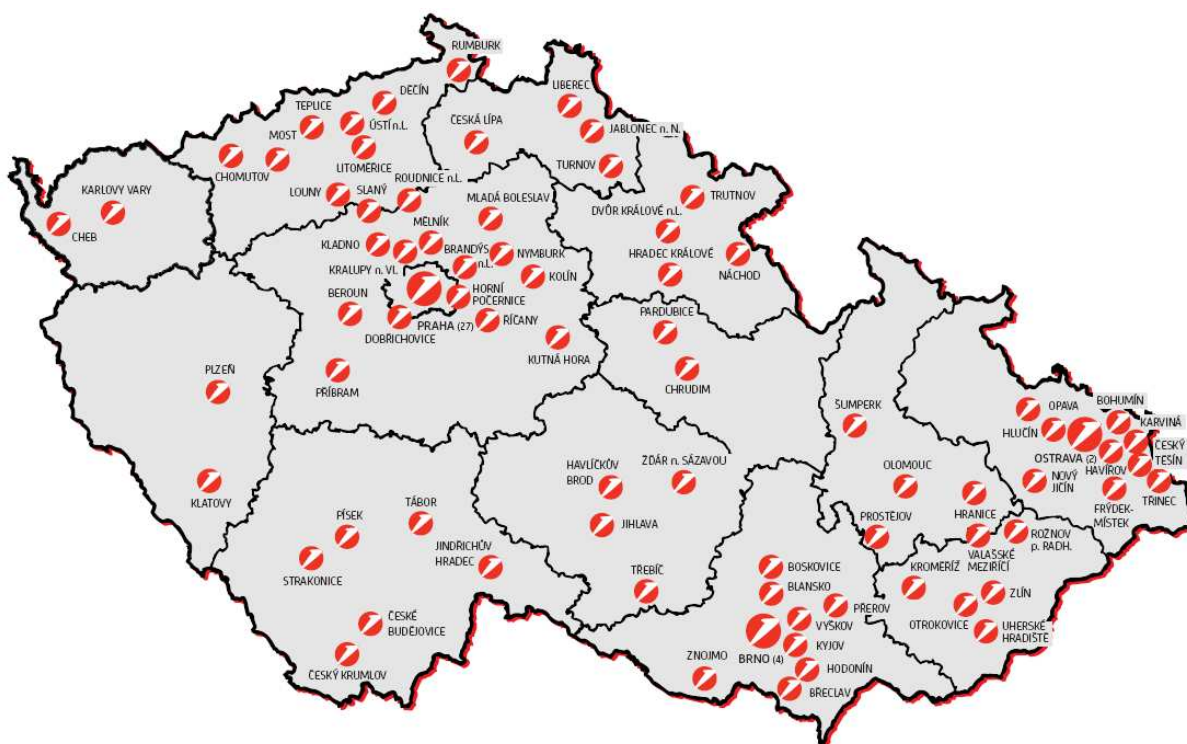 RUMBURK
DĚČÍN
LIBEREC
TEPLICE
ÚSTÍ n.L.
MOST
ČESKÁ LÍPA
JABLONEC n. N.
LITOMĚŘICE
CHOMUTOV
TURNOV
ROUDNICE n.L.
KARLOVY VARY
LOUNY
SLANÝ
MLADÁ BOLESLAV
TRUTNOV
DVŮR KRÁLOVÉ n.L.
CHEB
MĚLNÍK
KLADNO
BRANDÝS
n.L.
NYMBURK
HRADEC KRÁLOVÉ
KRALUPY n. VL.
KOLÍN
NÁCHOD
BEROUN
HORNÍ
POČERNICE
ŘÍČANY
PRAHA (27)
DOBŘICHOVICE
PARDUBICE
KUTNÁ HORA
CHRUDIM
PLZEŇ
PŘÍBRAM
ŠUMPERK
BOHUMÍN
OPAVA
KARVINÁ
HLUČÍN
ČESKÝ
TĚŠÍN
OSTRAVA (2)
HAVÍŘOV
KLATOVY
HAVLÍČKŮV
BROD
ŽĎÁR n. SÁZAVOU
OLOMOUC
NOVÝ
JIČÍN
TŘINEC
FRÝDEK-
MÍSTEK
HRANICE
TÁBOR
PÍSEK
JIHLAVA
PROSTĚJOV
ROŽNOV
p. RADH.
VALAŠSKÉ
MEZIŘÍČÍ
JINDŘICHŮV
HRADEC
STRAKONICE
TŘEBÍČ
BOSKOVICE
BLANSKO
KROMĚŘÍŽ
PŘEROV
ZLÍN
OTROKOVICE
VYŠKOV
UHERSKÉ
HRADIŠTĚ
ČESKÉ
BUDĚJOVICE
KYJOV
BRNO (4)
ZNOJMO
HODONÍN
ČESKÝ KRUMLOV
BŘECLAV